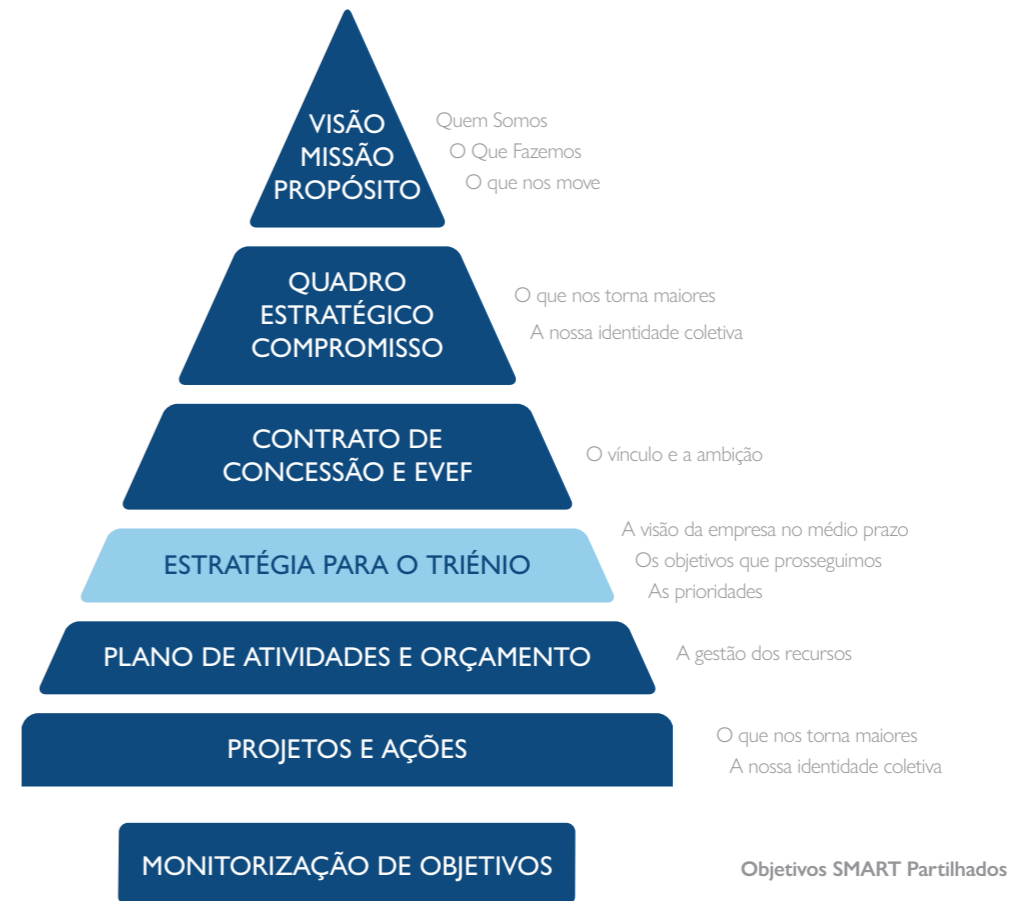 VISÃO
MISSÃO
PROPÓSITO
Quem Somos
O Que Fazemos
O que nos move
QUADRO
ESTRATÉGICO
COMPROMISSO
O que nos torna maiores
A nossa identidade coletiva
CONTRATO DE
CONCESSÃO E EVEF
O vínculo e a ambição
ESTRATÉGIA PARA O TRIÉNIO
A visão da empresa no médio prazo
Os objetivos que prosseguimos
As prioridades
PLANO DE ATIVIDADES E ORÇAMENTO
A gestão dos recursos
PROJETOS E AÇÕES
O que nos torna maiores
A nossa identidade coletiva
MONITORIZAÇÃO DE OBJETIVOS
Objetivos SMART Partilhados